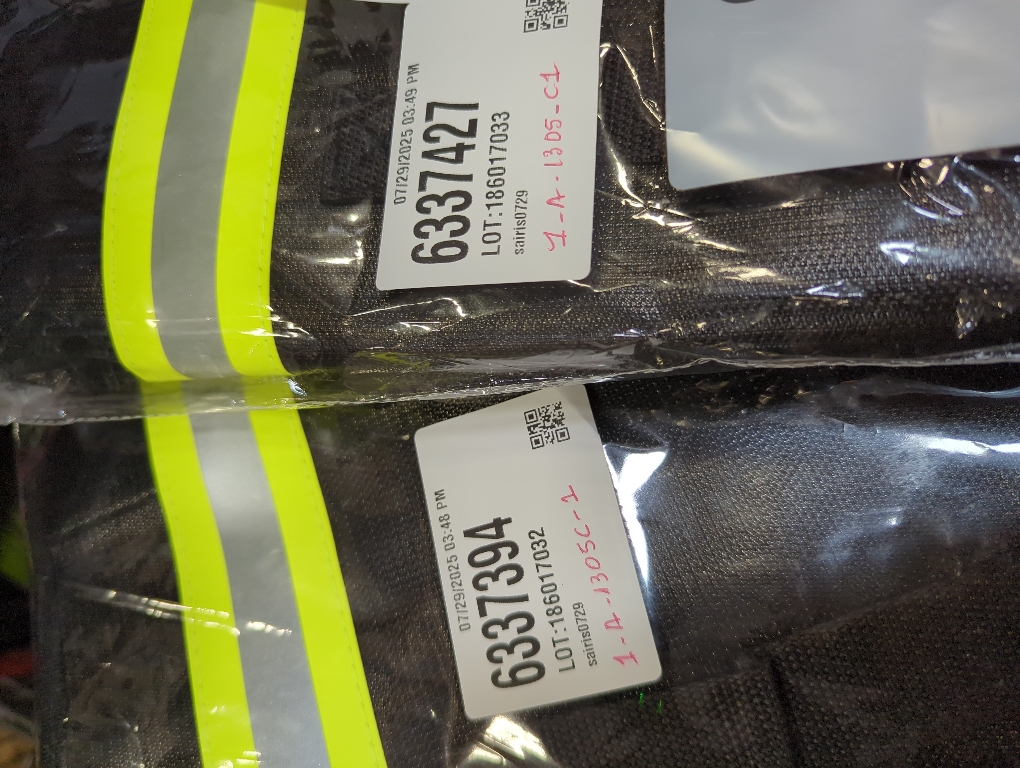 07/29/2025 03:49 PM
6337427
LOT:186017033
sairis0729
1-A-1305-C1
07/29/2025 03:48 PM
6337394
LOT:186017032
sairis0729
1-A-1305C-1